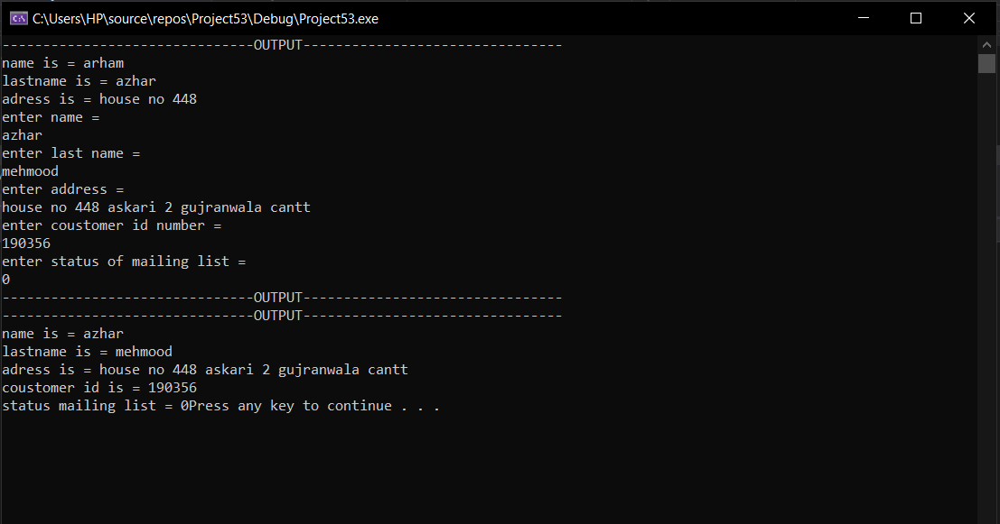 C:\Users\HP\source\repos\Project53\Debug\Project53.exe
-------------------------------OUTPUT--------------------------------
name is = arham
lastname is = azhar
adress is = house no 448
enter name =
azhar
enter last name =
mehmood
enter address =
house no 448 askari 2 gujranwala cantt
enter coustomer id number =
190356
enter status of mailing list =
0
-------------------------------OUTPUT--------------------------------
-------------------------------OUTPUT--------------------------------
name is = azhar
lastname is = mehmood
adress is = house no 448 askari 2 gujranwala cantt
coustomer id is = 190356
status mailing list = 0Press any key to continue . . .